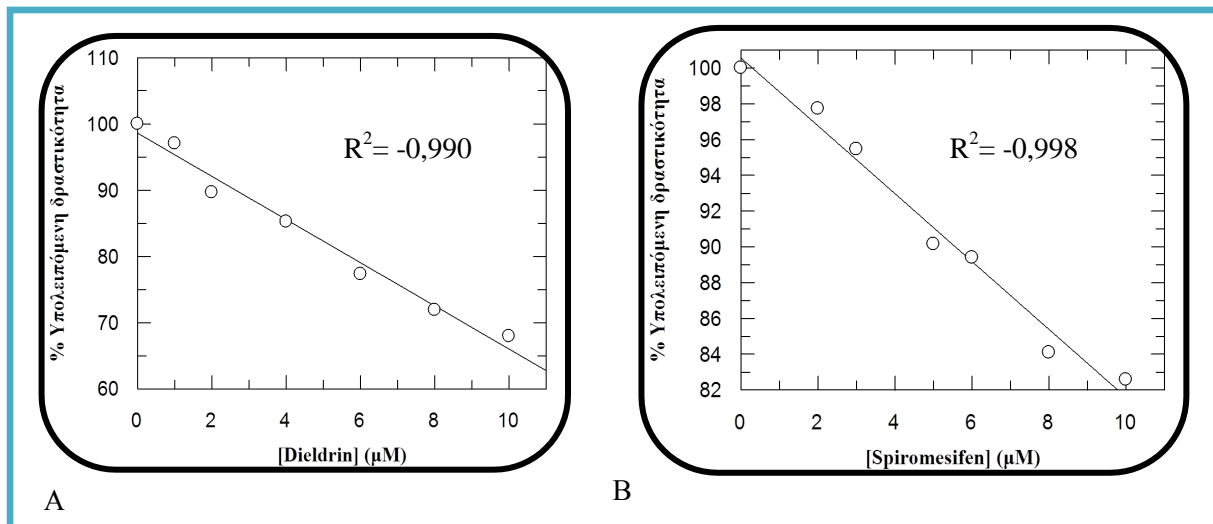 % Υπολειπόμενη δραστικότητα
110
100
90
80
70
60
R²= -0,990
0 2 4 6 8 10
[Dieldrin] (μM)
A
% Υπολειπόμενη δραστικότητα
100
98
96
94
92
90
88
86
84
82
R²= -0,998
0 2 4 6 8 10
[Spiromesifen] (μM)
B